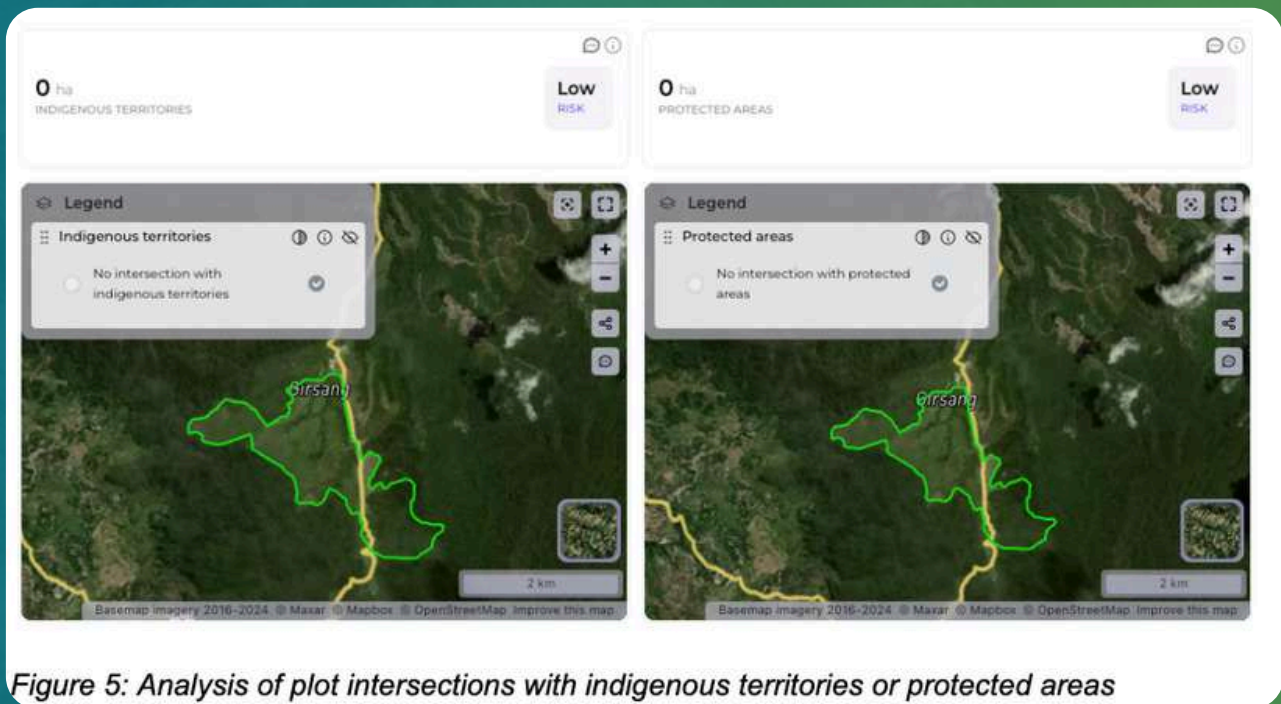 0 ha
INDIGENOUS TERRITORIES
Low
RISK
0 ha
PROTECTED AREAS
Low
RISK
Legend
Indigenous territories
No intersection with
indigenous territories
+
−
Birsang
2 km
Basemap imagery 2016-2024 © Maxar © Mapbox © OpenStreetMap Improve this map
Legend
Protected areas
No intersection with protected
areas
+
−
Birsang
2 km
Basemap imagery 2016-2024 © Maxar © Mapbox © OpenStreetMap Improve this map
Figure 5: Analysis of plot intersections with indigenous territories or protected areas